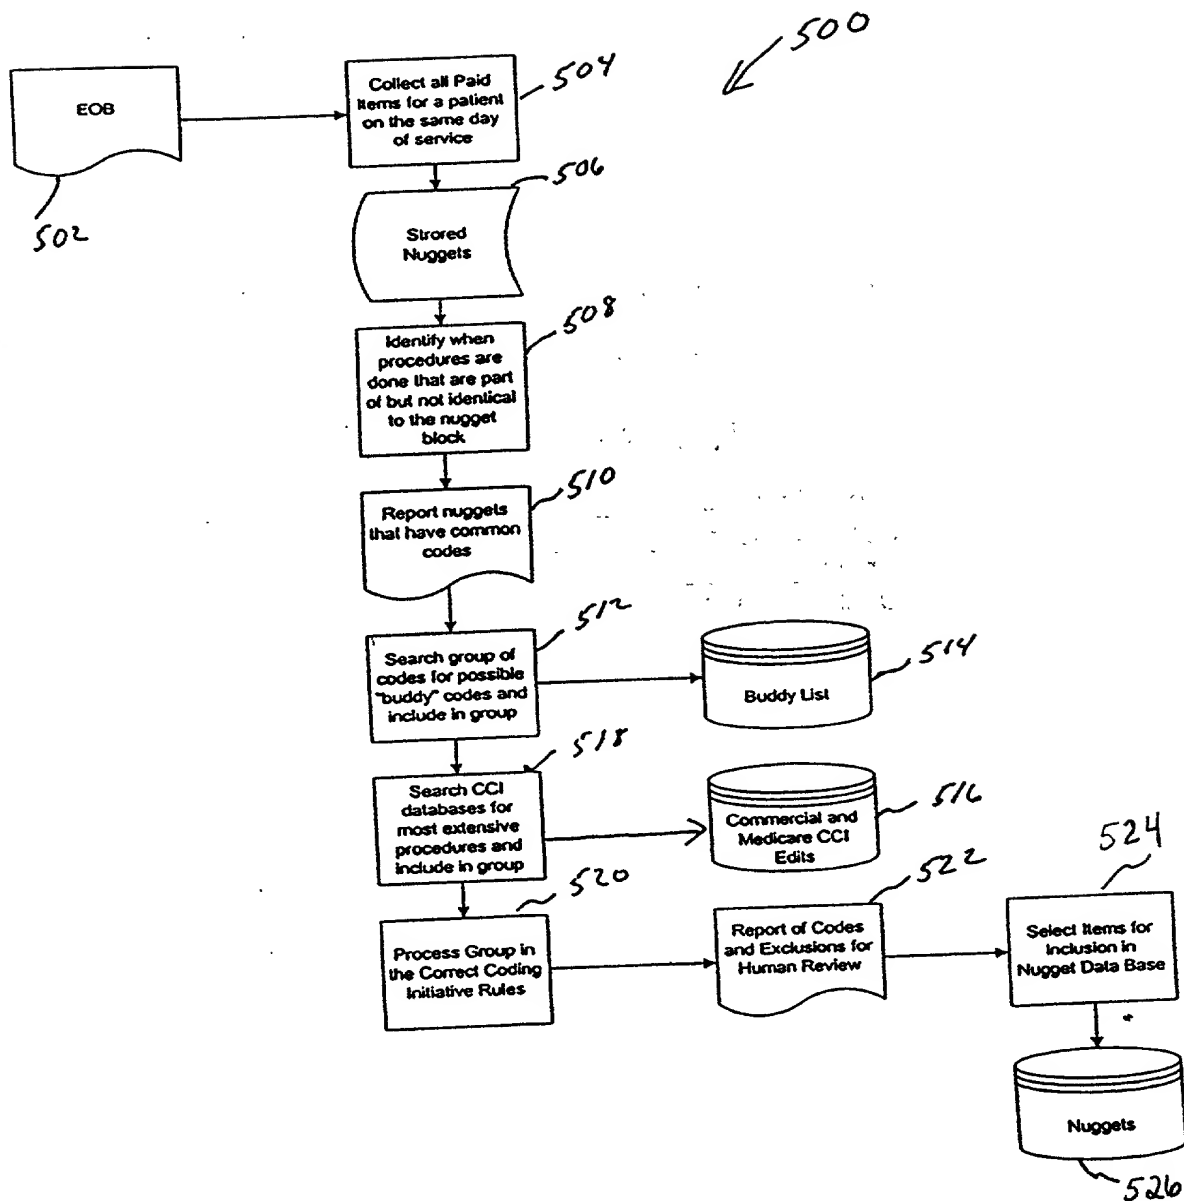 500
EOB
502
Collect all Paid
Items for a patient
on the same day
of service
504
506
Strored
Nuggets
508
Identify when
procedures are
done that are part
of but not identical
to the nugget
block
510
Report nuggets
that have common
codes
512
Search group of
codes for possible
"buddy" codes and
include in group
514
Buddy List
518
Search CCI
databases for
most extensive
procedures and
include in group
516
Commercial and
Medicare CCI
Edits
520
Process Group in
the Correct Coding
Initiative Rules
522
Report of Codes
and Exclusions for
Human Review
524
Select Items for
Inclusion in
Nugget Data Base
Nuggets
526